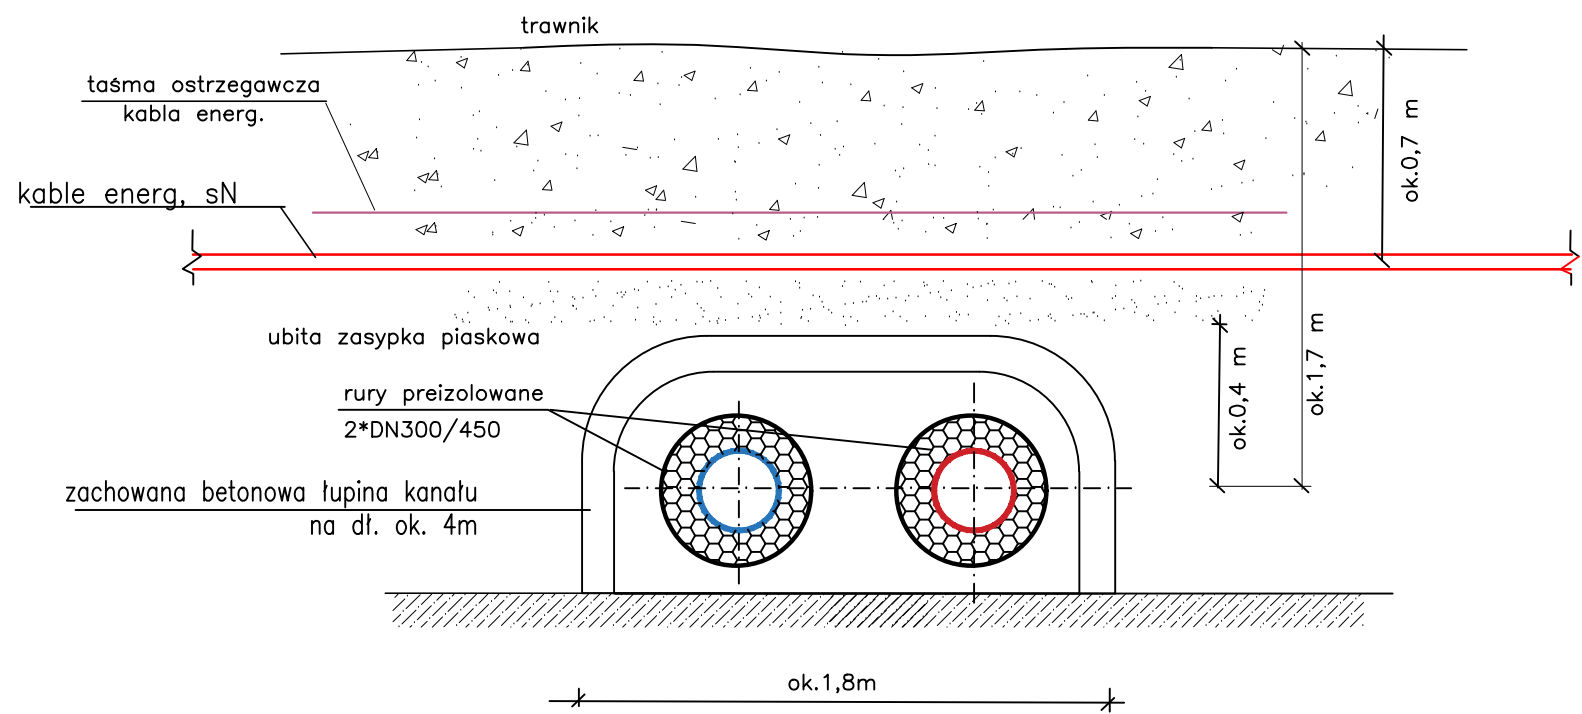 trawnik
taśma ostrzegawcza
kabla energ.
kable energ, sN
ok.0,7 m
ubita zasypka piaskowa
ok.1,7 m
ok.0,4 m
rury preizolowane
2*DN300/450
zachowana betonowa łupina kanału
na dł. ok. 4m
ok.1,8m